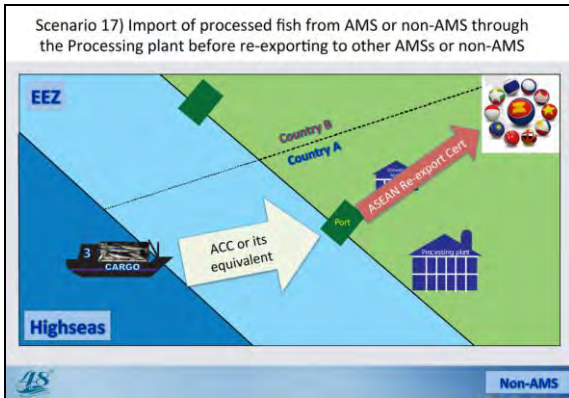 Scenario 17) Import of processed fish from AMS or non-AMS through
the Processing plant before re-exporting to other AMSs or non-AMS
EEZ
Country B
Country A
ASEAN Re-export Cert
Port
ACC or its
equivalent
3
CARGO
Processing plant
Highseas
48
Non-AMS